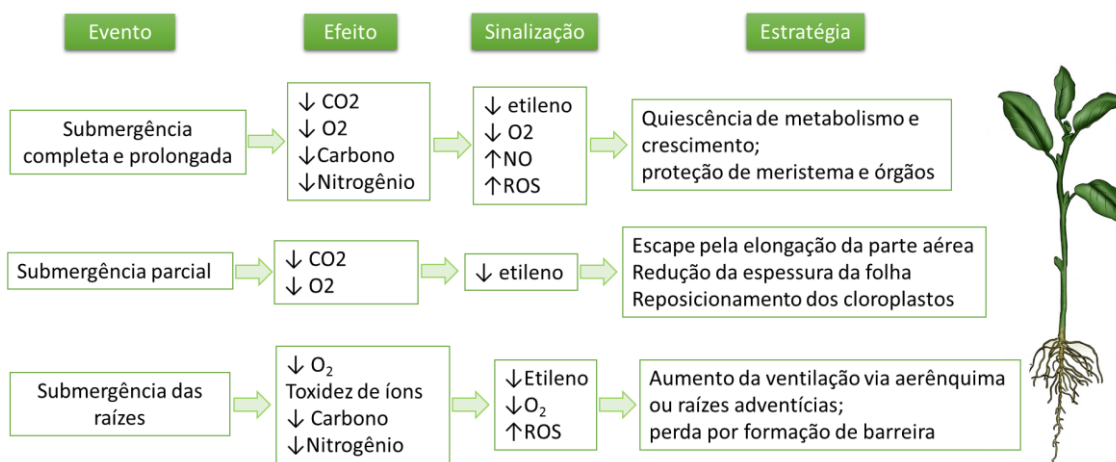 Evento
Efeito
Sinalização
Estratégia
Submergência
completa e prolongada
↓ CO2
↓ O2
↓Carbono
↓Nitrogênio
↓ etileno
↓ O2
↑NO
↑ROS
Quiescência de metabolismo e
crescimento;
proteção de meristema e órgãos
Submergência parcial
↓ CO2
↓ O2
↓ etileno
Escape pela elongação da parte aérea
Redução da espessura da folha
Reposicionamento dos cloroplastos
Submergência das
raízes
↓ O₂
Toxidez de íons
↓ Carbono
↓Nitrogênio
↓Etileno
↓O₂
↑ROS
Aumento da ventilação via aerênquima
ou raízes adventícias;
perda por formação de barreira